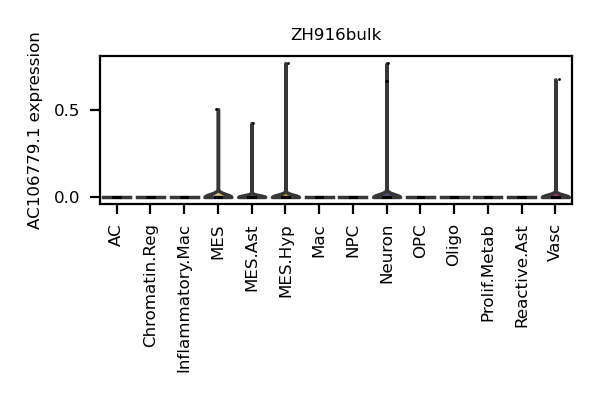 ZH916bulk
AC106779.1 expression
0.5
0.0
AC
Chromatin.Reg
Inflammatory.Mac
MES
MES.Ast
MES.Hyp
Mac
NPC
Neuron
OPC
Oligo
Prolif.Metab
Reactive.Ast
Vasc